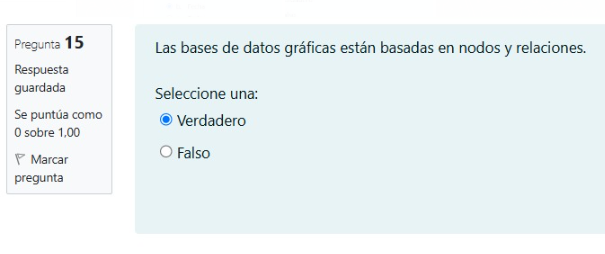 Pregunta 15
Respuesta
guardada
Se puntúa como
0 sobre 1,00
Marcar
pregunta
Las bases de datos gráficas están basadas en nodos y relaciones.
Seleccione una:
Verdadero
Falso